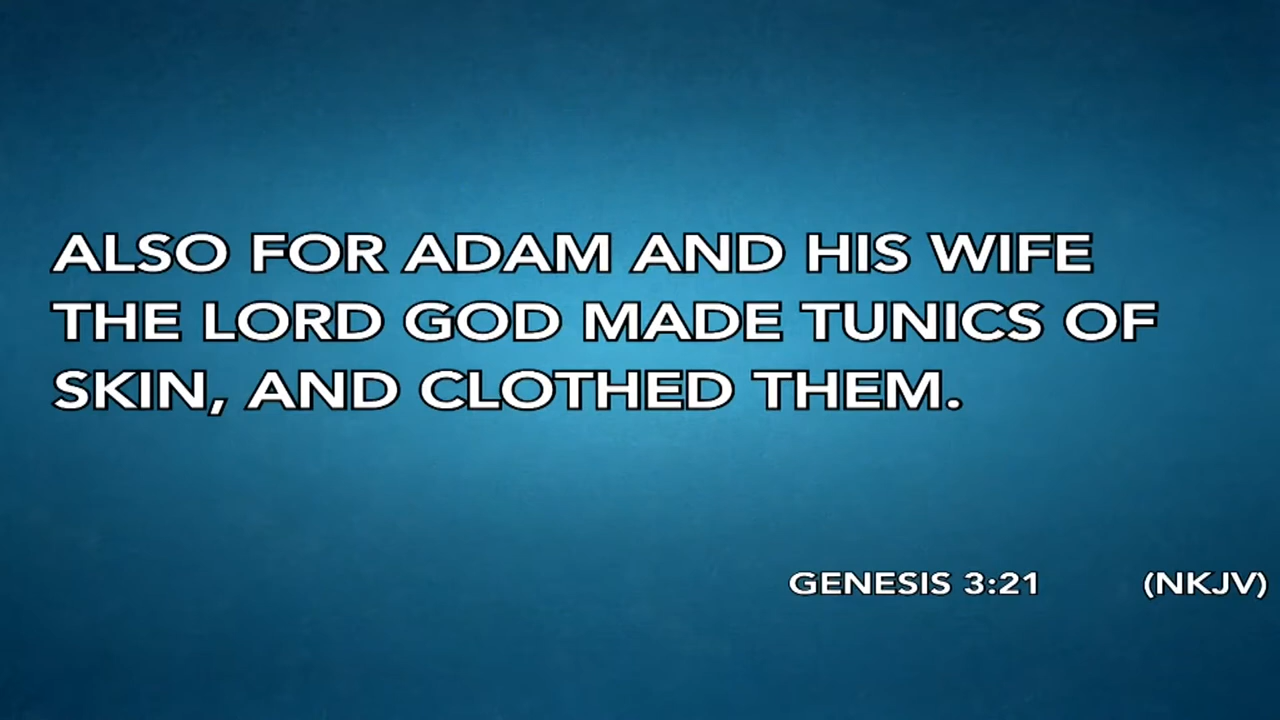 ALSO FOR ADAM AND HIS WIFE
THE LORD GOD MADE TUNICS OF
SKIN, AND CLOTHED THEM.
GENESIS 3:21 (NKJV)